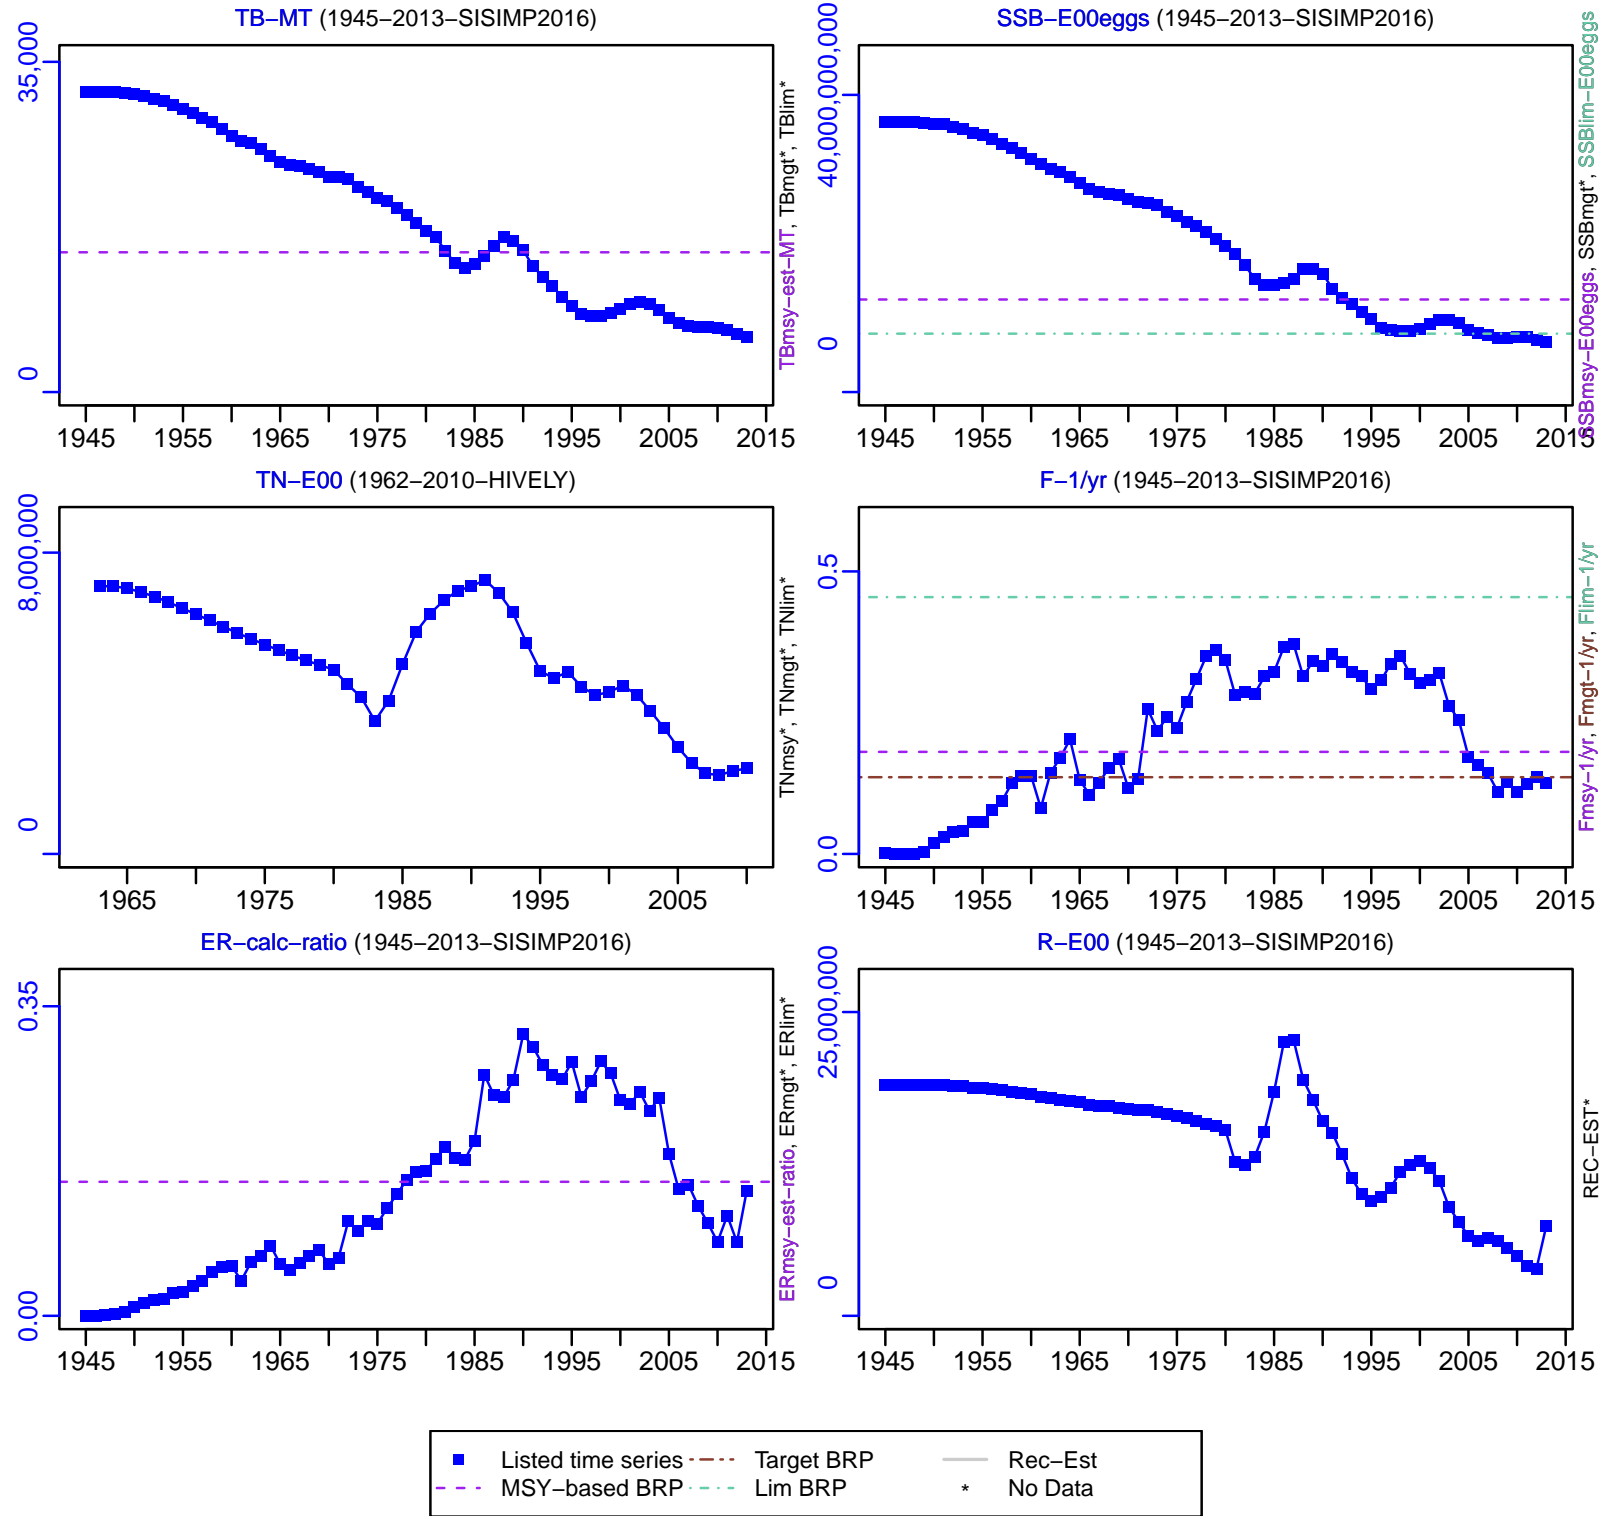 TB−MT (1945−2013−SISIMP2016)
35,000
0
TBmsy−est−MT, TBmgt*, TBlim*
1945 1955 1965 1975 1985 1995 2005 2015
SSB−E00eggs (1945−2013−SISIMP2016)
40,000,000,000
0
SSBmsy−E00eggs, SSBmgt*, SSBlim−E00eggs
1945 1955 1965 1975 1985 1995 2005 2015
TN−E00 (1962−2010−HIVELY)
8,000,000
0
TNmsy*, TNmgt*, TNlim*
1965 1975 1985 1995 2005
F−1/yr (1945−2013−SISIMP2016)
0.5
0.0
Fmsy−1/yr, Fmgt−1/yr, Flim−1/yr
1945 1955 1965 1975 1985 1995 2005 2015
ER−calc−ratio (1945−2013−SISIMP2016)
0.35
0.00
ERmsy−est−ratio, ERmgt*, ERlim*
1945 1955 1965 1975 1985 1995 2005 2015
R−E00 (1945−2013−SISIMP2016)
25,000,000
0
REC−EST*
1945 1955 1965 1975 1985 1995 2005 2015
Listed time series Target BRP Rec−Est
MSY−based BRP Lim BRP * No Data